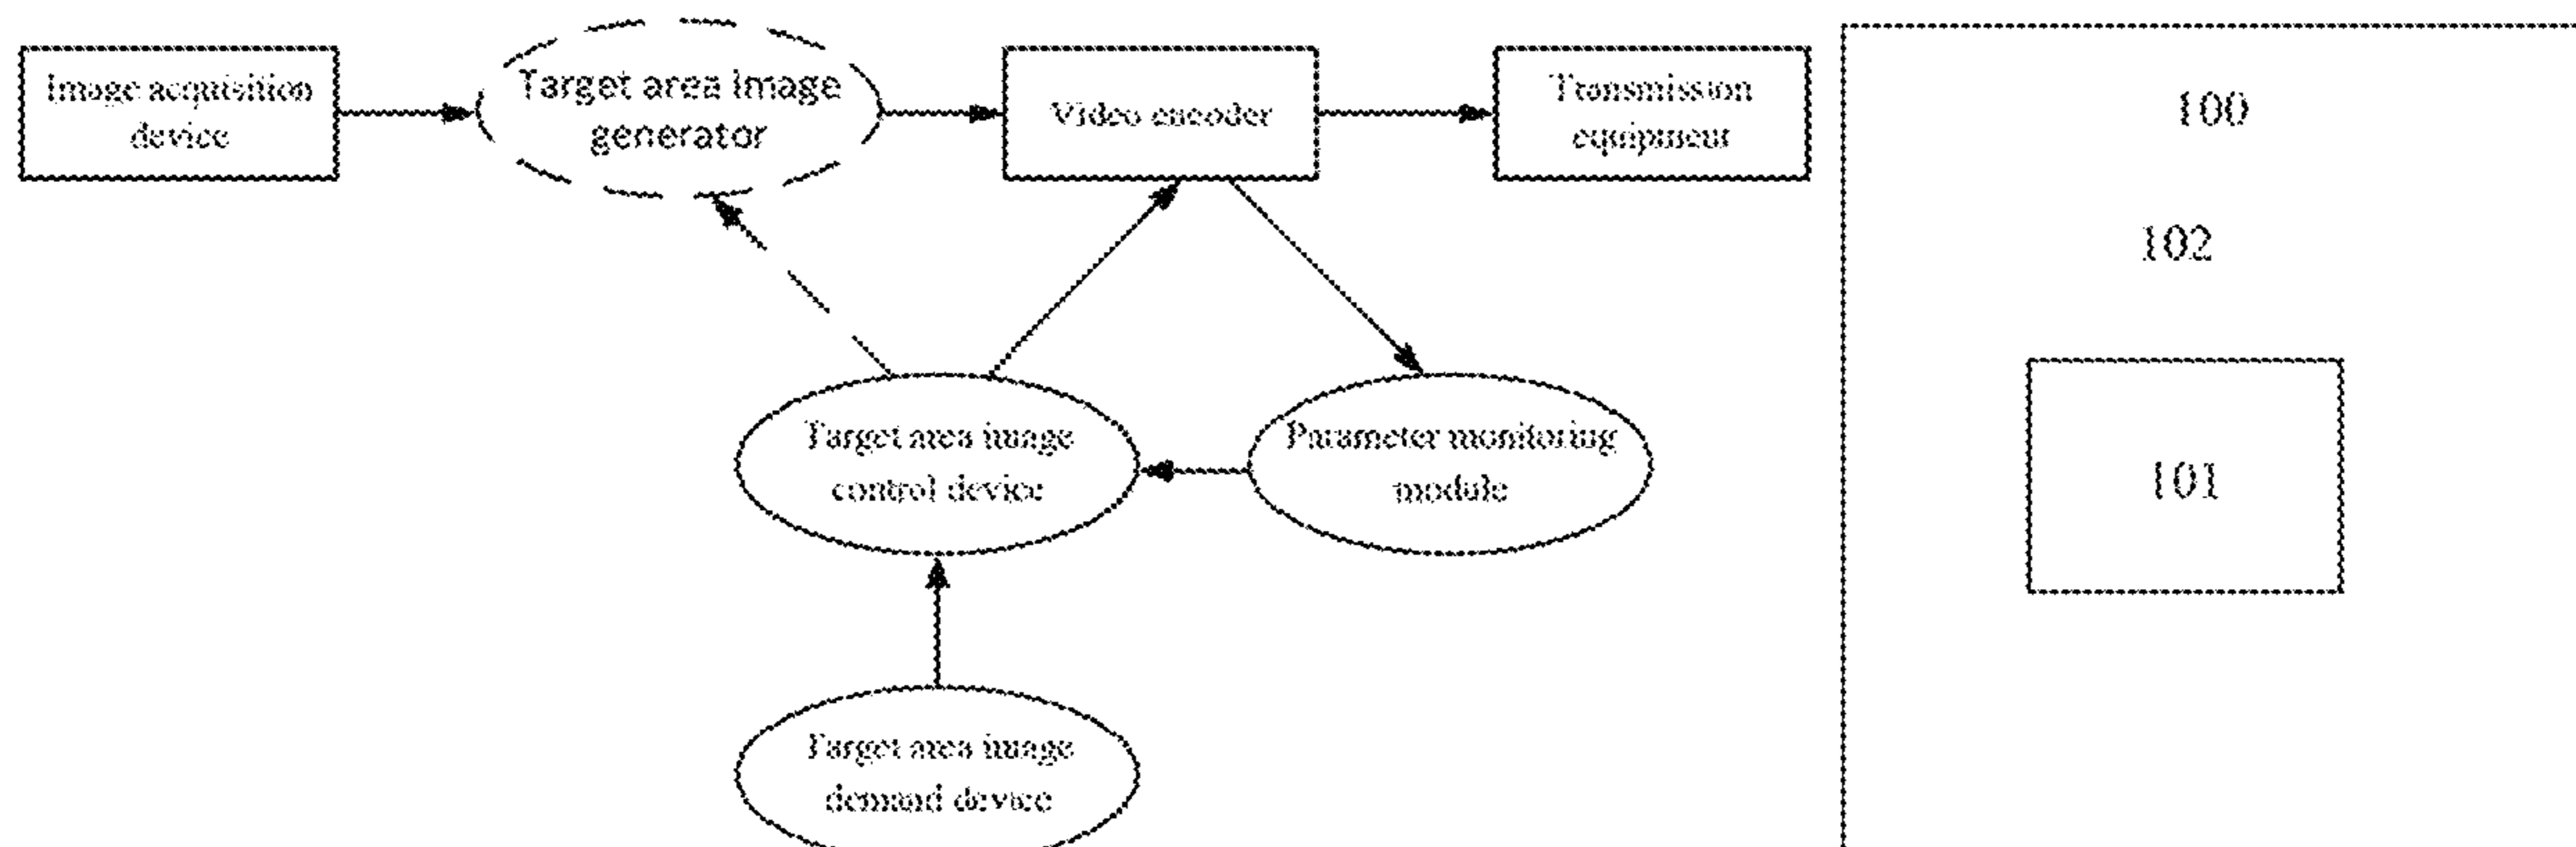 Image acquisition
device
Target area image
generator
Video encoder
Transmission
equipment
Target area image
control device
Parameter monitoring
module
Target area image
demand device
100
102
101